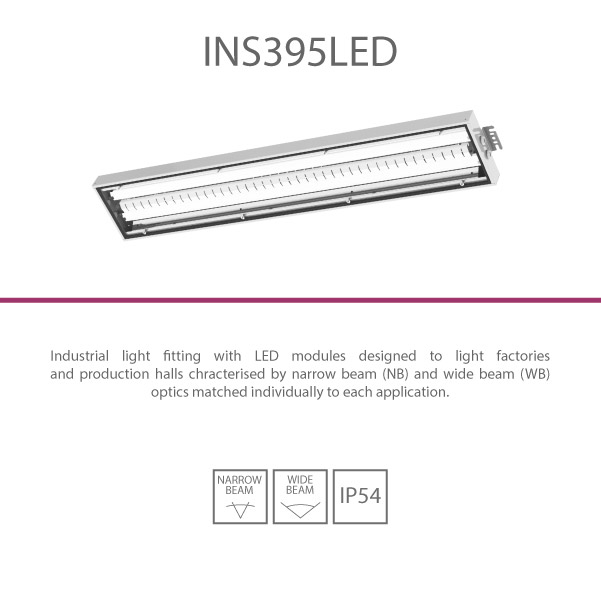 INS395LED
Industrial light fitting with LED modules designed to light factories
and production halls chracterised by narrow beam (NB) and wide beam (WB)
optics matched individually to each application.
NARROW
BEAM
WIDE
BEAM
IP54